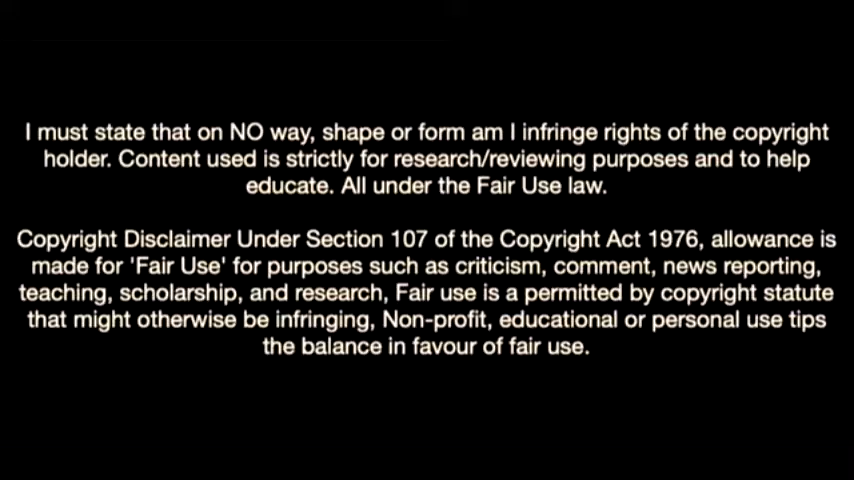 I must state that on NO way, shape or form am I infringe rights of the copyright
holder. Content used is strictly for research/reviewing purposes and to help
educate. All under the Fair Use law.
Copyright Disclaimer Under Section 107 of the Copyright Act 1976, allowance is
made for 'Fair Use' for purposes such as criticism, comment, news reporting,
teaching, scholarship, and research, Fair use is a permitted by copyright statute
that might otherwise be infringing, Non-profit, educational or personal use tips
the balance in favour of fair use.